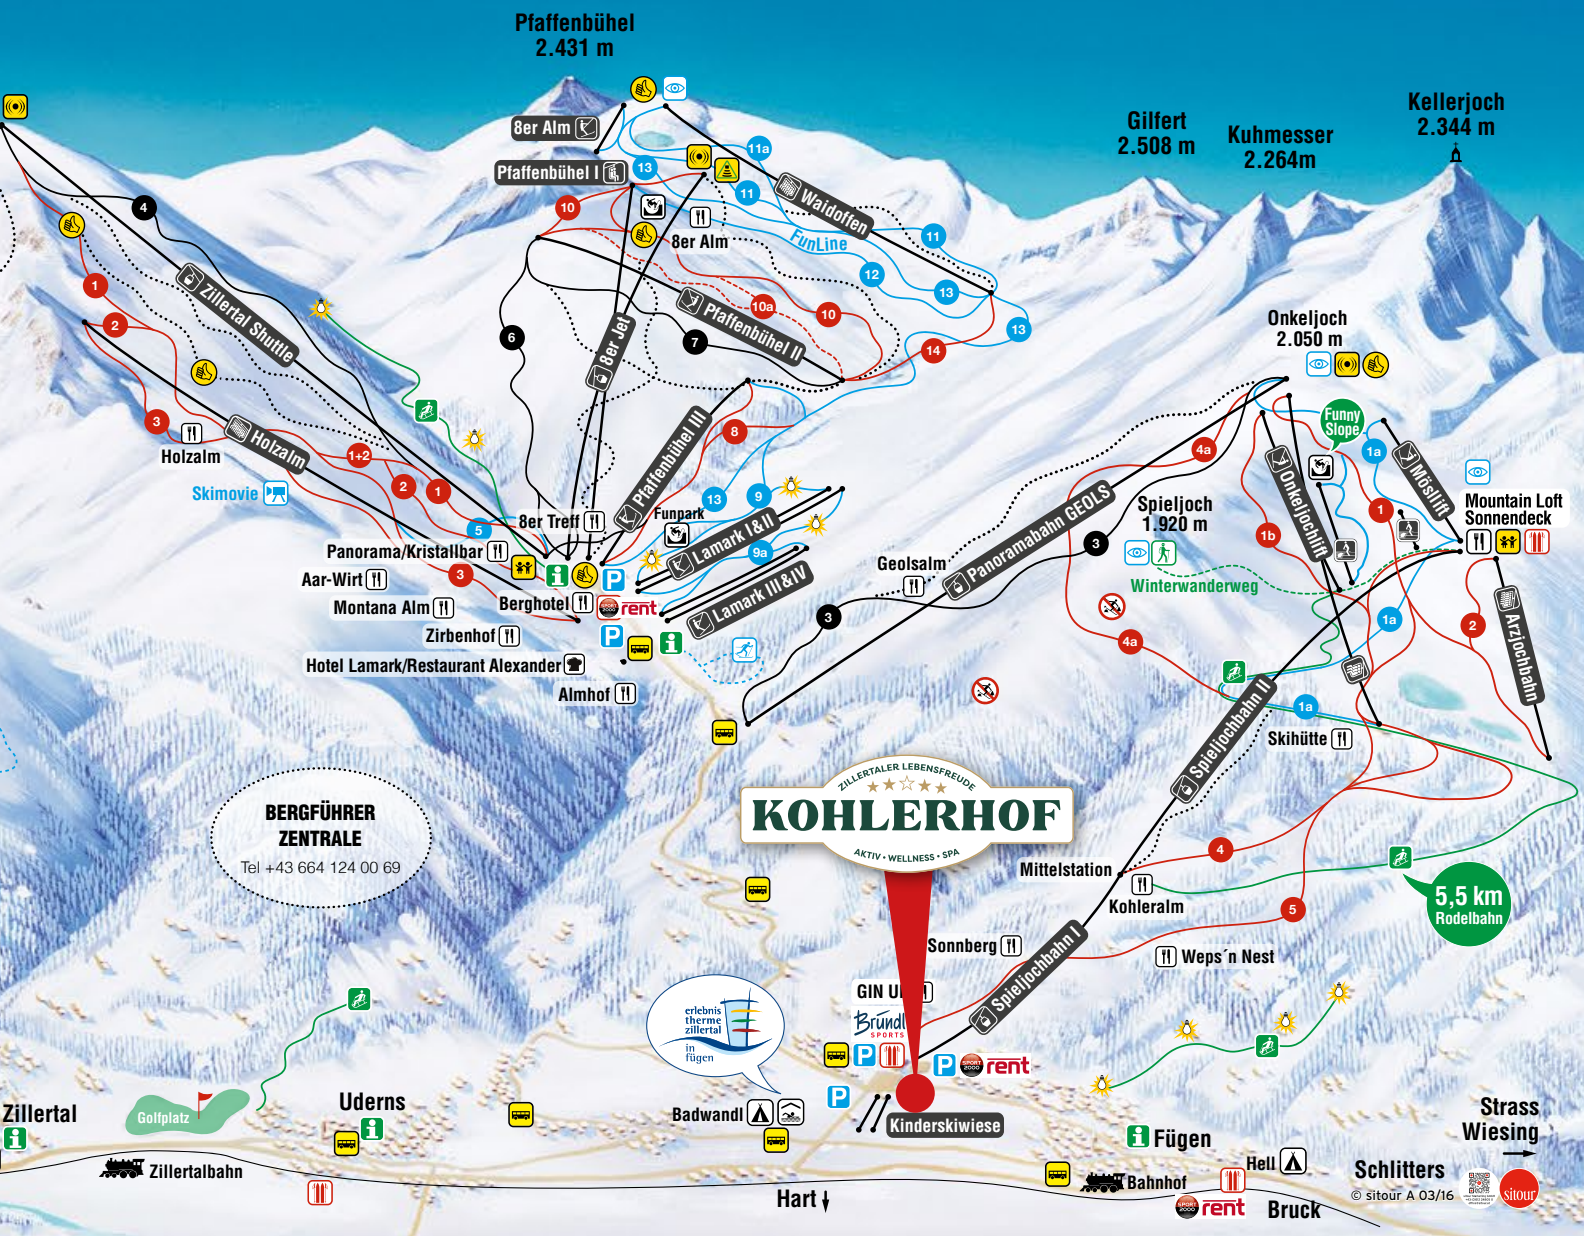 Pfaffenbühel
2.431 m
Gilfert
2.508 m
Kuhmesser
2.264m
Kellerjoch
2.344 m
8er Alm
Pfaffenbühel I
13
11a
11
Waidoffen
10
8er Alm
FunLine
11
12
13
13
4
1
2
Zillertal Shuttle
10a
10
Pfaffenbühel II
6
7
8er Jet
14
Onkeljoch
2.050 m
3
Holzalm
Holzalm
1+2
2
1
Skimovie
5
8er Treff
Pfaffenbühel III
8
13
9
Funpark
Lamark I&II
9a
Lamark III&IV
Panorama/Kristallbar
Aar-Wirt
3
Montana Alm
Berghotel
i
P
SPORT 2000 rent
Zirbenhof
P
i
Hotel Lamark/Restaurant Alexander
Almhof
Funny
Slope
4a
1a
Möslift
Panoramabahn GEOLS
Spieljoch
1.920 m
1b
Onkeljochlift
1
Mountain Loft
Sonnendeck
3
Geolsalm
Winterwanderweg
3
4a
1a
2
Arzjochbahn
Spieljochbahn II
1a
Skihütte
BERGFÜHRER
ZENTRALE
Tel +43 664 124 00 69
ZILLERTALER LEBENSFREUDE
KOHLERHOF
AKTIV • WELLNESS • SPA
Mittelstation
4
Kohleralm
5,5 km
Rodelbahn
5
Sonnberg
Spieljochbahn I
Weps´n Nest
GIN U
Bründl
SPORTS
erlebnis
therme
zillertal
in
fügen
P
P
SPORT 2000 rent
P
Badwandl
Kinderskiwiese
Zillertal
i
Golfplatz
Uderns
i
Zillertalbahn
Hart
i Fügen
Bahnhof
Hell
SPORT 2000 rent
Bruck
Strass
Wiesing
Schlitters
© sitour A 03/16
sitour